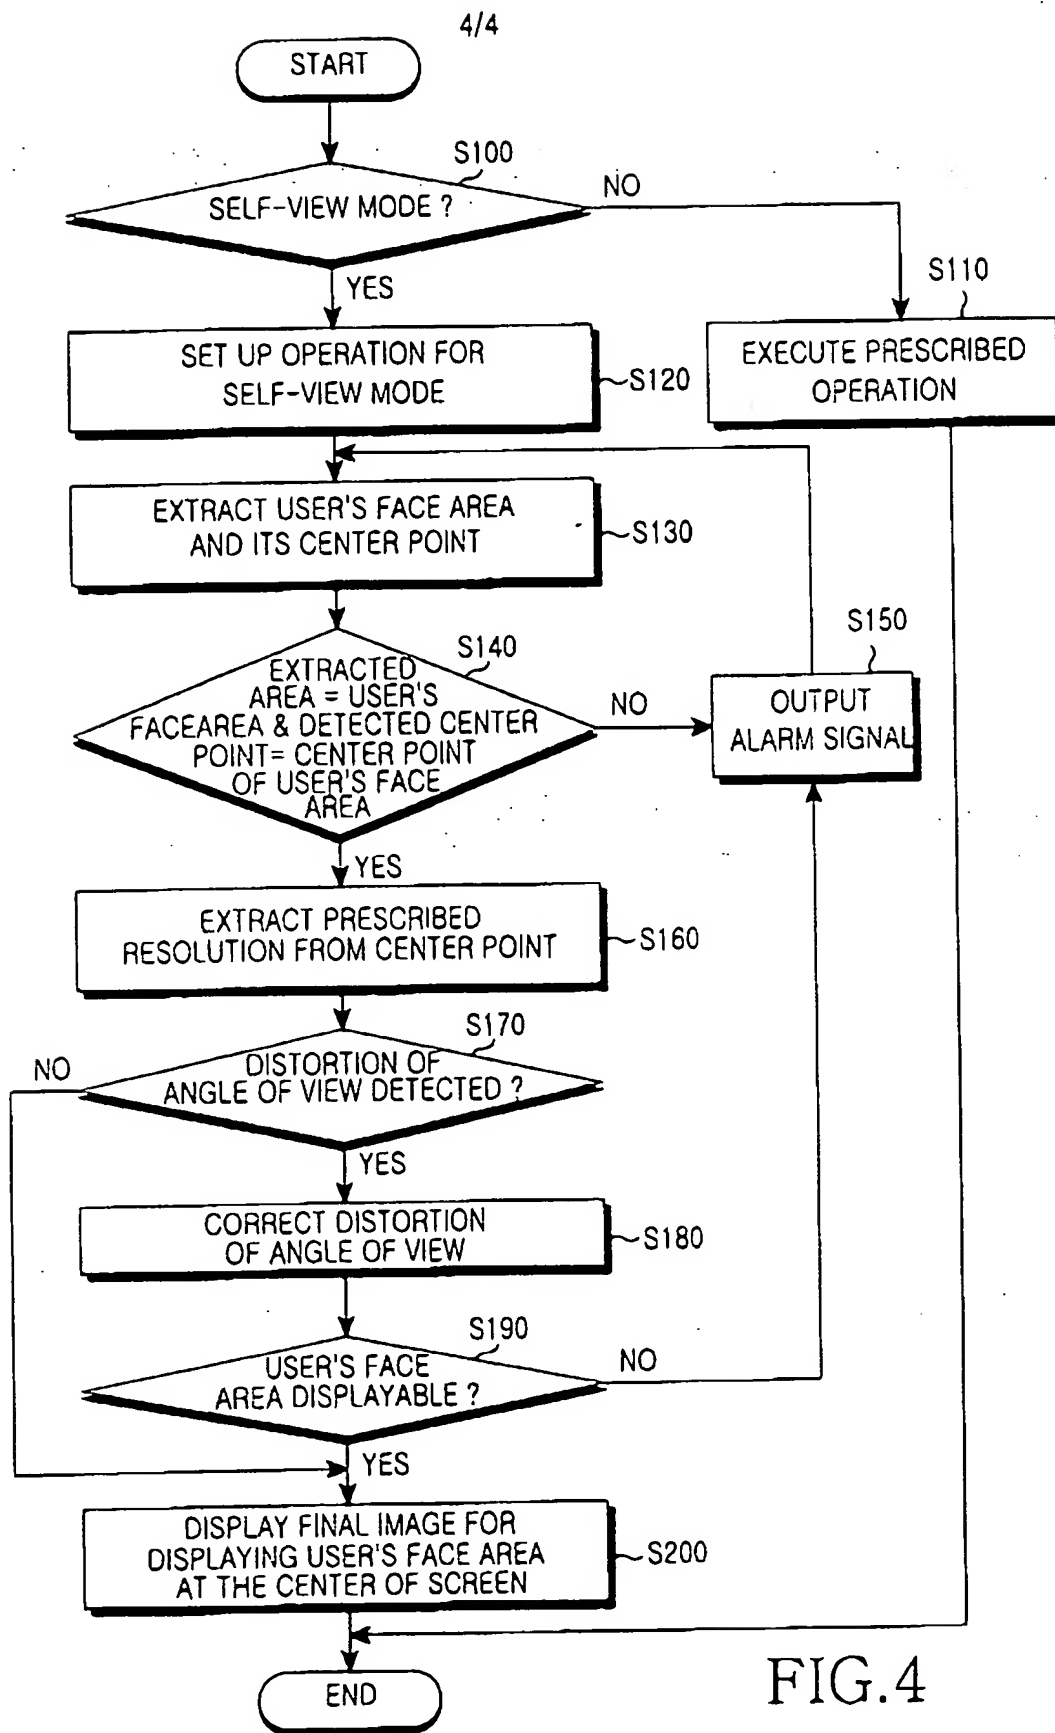 4/4
START
S100
SELF-VIEW MODE ?
NO
YES
S110
EXECUTE PRESCRIBED
OPERATION
SET UP OPERATION FOR
SELF-VIEW MODE
S120
EXTRACT USER'S FACE AREA
AND ITS CENTER POINT
S130
S140
EXTRACTED
AREA = USER'S
FACEAREA & DETECTED CENTER
POINT= CENTER POINT
OF USER'S FACE
AREA
NO
S150
OUTPUT
ALARM SIGNAL
YES
EXTRACT PRESCRIBED
RESOLUTION FROM CENTER POINT
S160
S170
NO
DISTORTION OF
ANGLE OF VIEW DETECTED ?
YES
CORRECT DISTORTION
OF ANGLE OF VIEW
S180
S190
USER'S FACE
AREA DISPLAYABLE ?
NO
YES
DISPLAY FINAL IMAGE FOR
DISPLAYING USER'S FACE AREA
AT THE CENTER OF SCREEN
S200
END
FIG.4